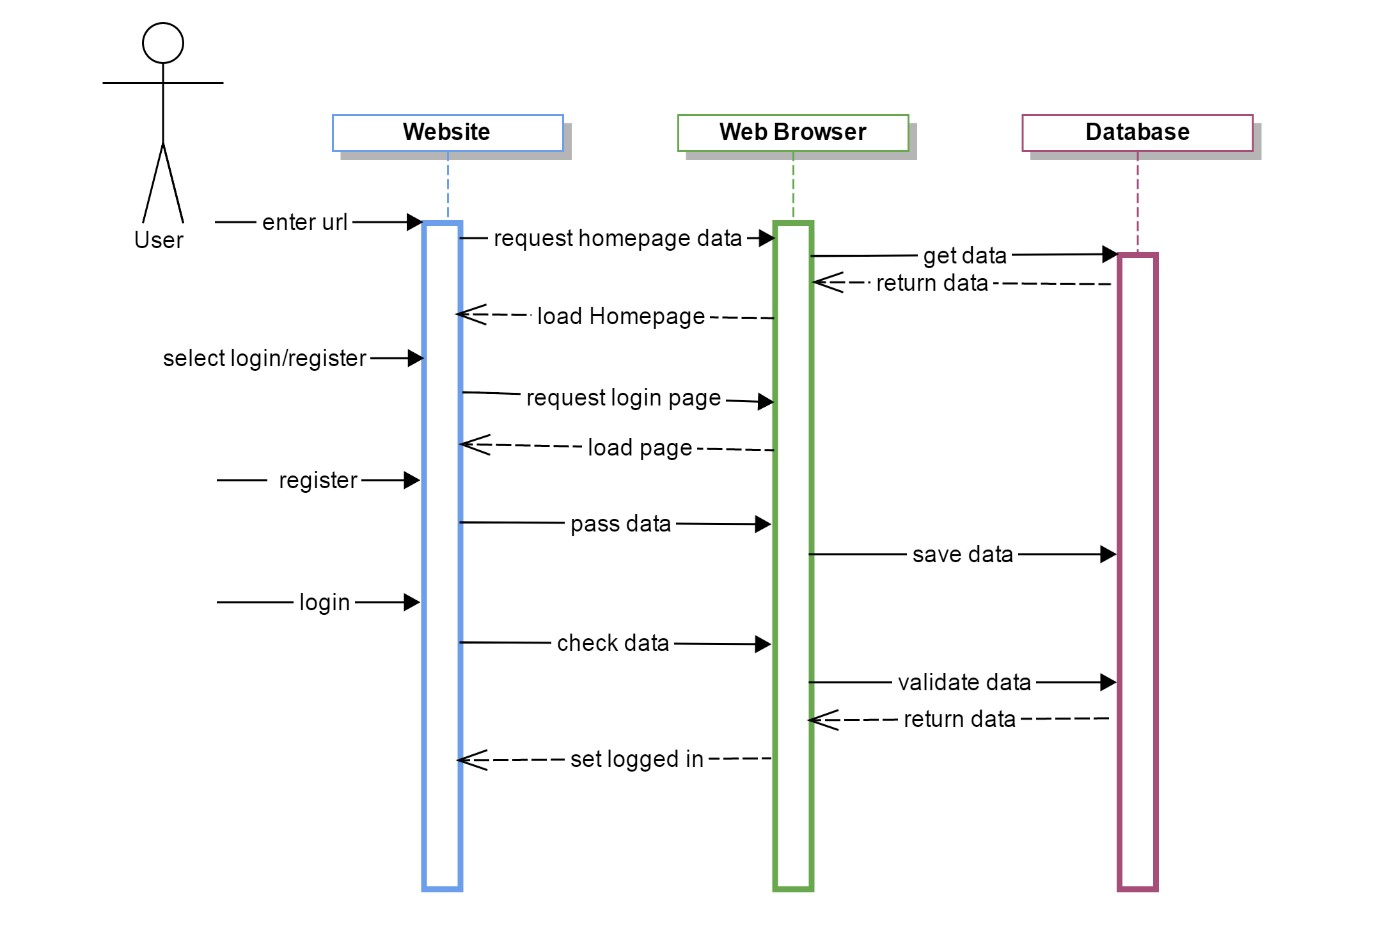 Website
Web Browser
Database
User
enter url
request homepage data
get data
return data
load Homepage
select login/register
request login page
load page
register
pass data
save data
login
check data
validate data
return data
set logged in